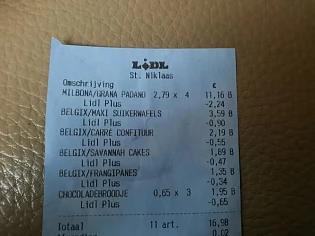 LIDL
St. Niklaas
Omschrijving £
MILBONA/GRANA PADANO 2,79 x 4 11,16 B
Lidl Plus -2,24
BELGIX/MAXI SUIKERWAFELS 3,59 B
Lidl Plus -0,90
BELGIX/CARRE CONFITUUR 2,19 B
Lidl Plus -0,55
BELGIX/SAVANNAH CAKES 1,89 B
Lidl Plus -0,47
BELGIX/FRANGIPANES 1,35 B
Lidl Plus -0,34
CHOCOLADEBROODJE 0,65 x 3 1,95 B
Lidl Plus -0,65
Totaal 11 art. 16,98
0,02